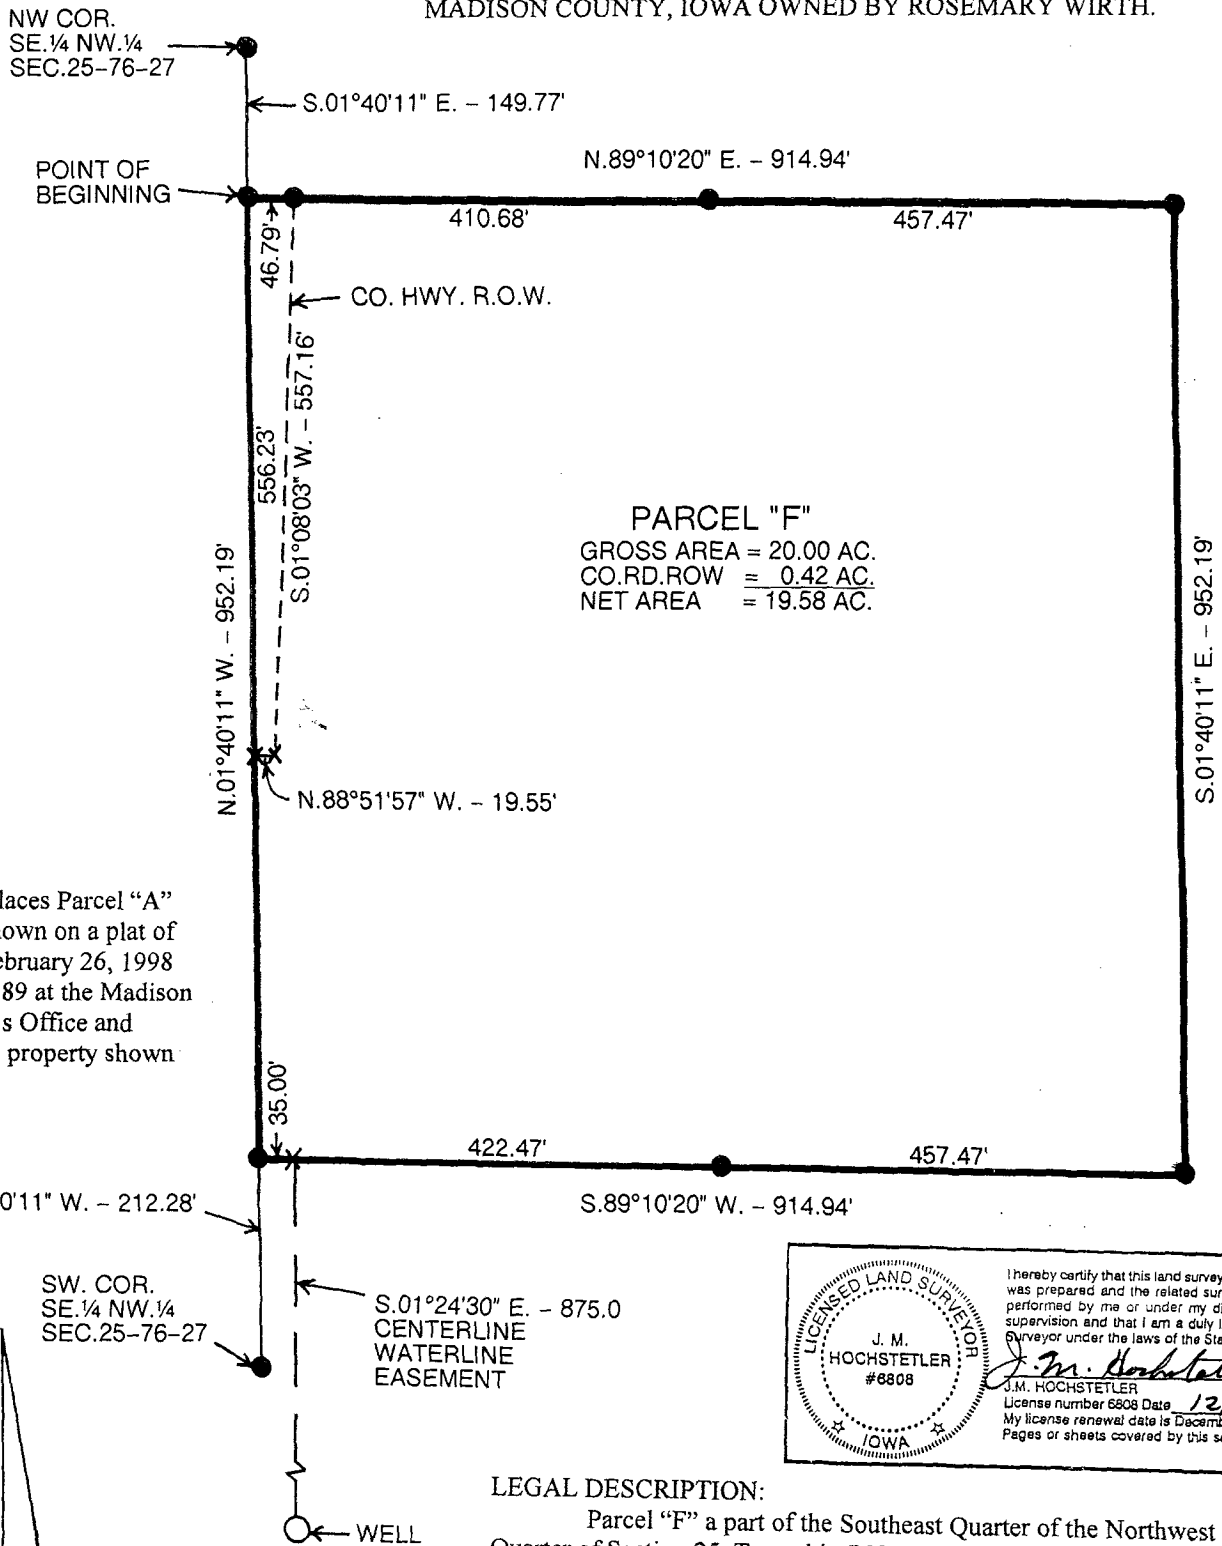 MADISON COUNTY, IOWA OWNED BY ROSEMARY WIRTH.
NW COR.
SE.¼ NW.¼
SEC.25-76-27
S.01°40'11" E. - 149.77'
POINT OF
BEGINNING
N.89°10'20" E. - 914.94'
410.68'
457.47'
46.79'
CO. HWY. R.O.W.
S.01°08'03" W. - 557.16'
556.23'
N.01°40'11" W. - 952.19'
PARCEL "F"
GROSS AREA = 20.00 AC.
CO.RD.ROW = 0.42 AC.
NET AREA = 19.58 AC.
S.01°40'11" E. - 952.19'
N.88°51'57" W. - 19.55'
laces Parcel “A”
own on a plat of
ebruary 26, 1998
89 at the Madison
s Office and
property shown
35.00'
422.47'
457.47'
S.89°10'20" W. - 914.94'
0'11" W. - 212.28'
SW. COR.
SE.¼ NW.¼
SEC.25-76-27
S.01°24'30" E. - 875.0
CENTERLINE
WATERLINE
EASEMENT
WELL
LICENSED LAND SURVEYOR
J. M.
HOCHSTETLER
#6808
IOWA
I hereby certify that this land survey
was prepared and the related sur
performed by me or under my di
supervision and that I am a duly l
Surveyor under the laws of the Sta
J. M. Hochstet
J.M. HOCHSTETLER
License number 6808 Date 12
My license renewal date is Decemb
Pages or sheets covered by this s
LEGAL DESCRIPTION:
Parcel “F” a part of the Southeast Quarter of the Northwest
Quarter of Section 25,